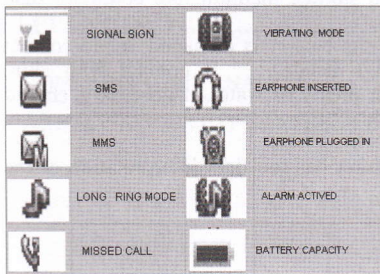 SIGNAL SIGN VIBRATING MODE
SMS EARPHONE INSERTED
MMS EARPHONE PLUGGED IN
LONG RING MODE ALARM ACTIVED
MISSED CALL BATTERY CAPACITY